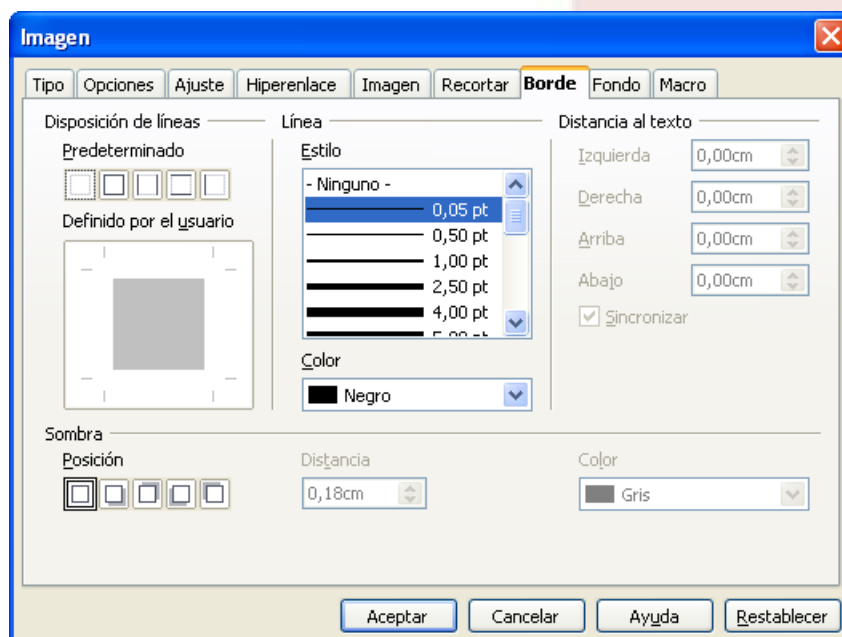 Imagen
Tipo Opciones Ajuste Hiperenlace Imagen Recortar Borde Fondo Macro
Disposición de líneas
Predeterminado
Definido por el usuario
Línea
Estilo
- Ninguno -
0,05 pt
0,50 pt
1,00 pt
2,50 pt
4,00 pt
Color
Negro
Distancia al texto
Izquierda 0,00cm
Derecha 0,00cm
Arriba 0,00cm
Abajo 0,00cm
Sincronizar
Sombra
Posición
Distancia
0,18cm
Color
Gris
Aceptar Cancelar Ayuda Restablecer